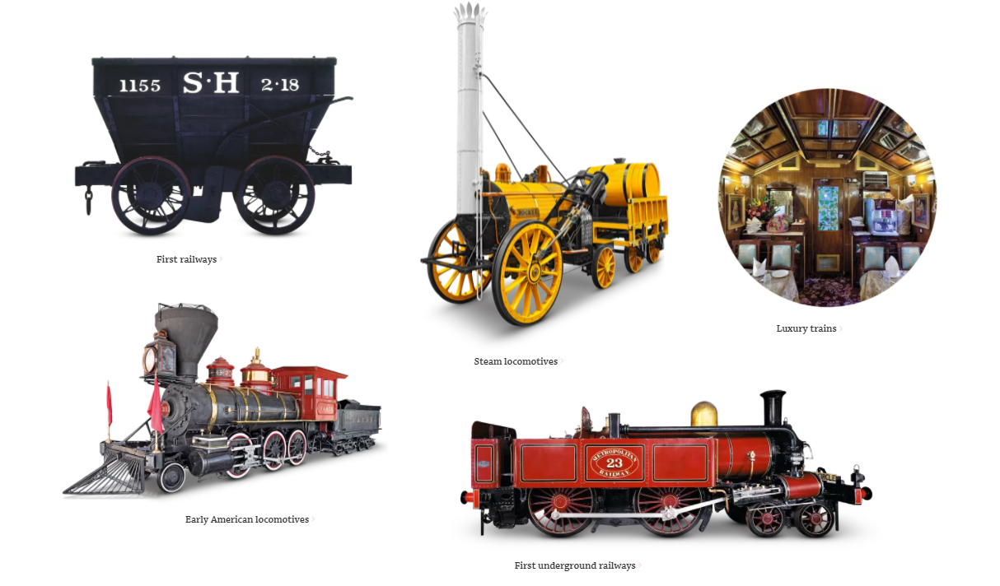 1155 S·H 2·18
First railways
ROCKET
Steam locomotives
Luxury trains
Early American locomotives
METROPOLITAN
23
RAILWAY
First underground railways